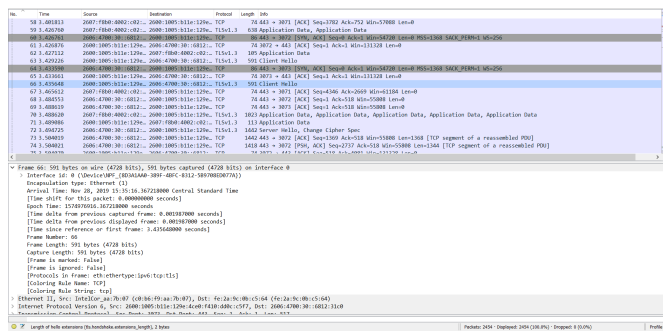 No. Time Source Destination Protocol Length Info
58 3.401813 2607:f8b0:4002:c02:… 2600:1005:b11e:129e… TCP 74 443 → 3071 [ACK] Seq=3782 Ack=752 Win=57088 Len=0
59 3.426760 2607:f8b0:4002:c02:… 2600:1005:b11e:129e… TLSv1.3 638 Application Data, Application Data
60 3.426761 2606:4700:30::6812:… 2600:1005:b11e:129e… TCP 86 443 → 3072 [SYN, ACK] Seq=0 Ack=1 Win=54720 Len=0 MSS=1368 SACK_PERM=1 WS=256
61 3.426876 2600:1005:b11e:129e… 2606:4700:30::6812:… TCP 74 3072 → 443 [ACK] Seq=1 Ack=1 Win=131328 Len=0
62 3.427112 2600:1005:b11e:129e… 2607:f8b0:4002:c02:… TLSv1.3 105 Application Data
63 3.429226 2600:1005:b11e:129e… 2606:4700:30::6812:… TLSv1.3 591 Client Hello
64 3.433590 2606:4700:30::6812:… 2600:1005:b11e:129e… TCP 86 443 → 3073 [SYN, ACK] Seq=0 Ack=1 Win=54720 Len=0 MSS=1368 SACK_PERM=1 WS=256
65 3.433661 2600:1005:b11e:129e… 2606:4700:30::6812:… TCP 74 3073 → 443 [ACK] Seq=1 Ack=1 Win=131328 Len=0
66 3.435648 2600:1005:b11e:129e… 2606:4700:30::6812:… TLSv1.3 591 Client Hello
67 3.465612 2607:f8b0:4002:c02:… 2600:1005:b11e:129e… TCP 74 443 → 3071 [ACK] Seq=4346 Ack=2669 Win=61184 Len=0
68 3.484553 2606:4700:30::6812:… 2600:1005:b11e:129e… TCP 74 443 → 3072 [ACK] Seq=1 Ack=518 Win=55808 Len=0
69 3.488619 2606:4700:30::6812:… 2600:1005:b11e:129e… TCP 74 443 → 3073 [ACK] Seq=1 Ack=518 Win=55808 Len=0
70 3.488620 2607:f8b0:4002:c02:… 2600:1005:b11e:129e… TLSv1.3 1023 Application Data, Application Data, Application Data, Application Data
71 3.489086 2600:1005:b11e:129e… 2607:f8b0:4002:c02:… TLSv1.3 113 Application Data
72 3.494725 2606:4700:30::6812:… 2600:1005:b11e:129e… TLSv1.3 1442 Server Hello, Change Cipher Spec
73 3.504019 2606:4700:30::6812:… 2600:1005:b11e:129e… TCP 1442 443 → 3072 [ACK] Seq=1369 Ack=518 Win=55808 Len=1368 [TCP segment of a reassembled PDU]
74 3.504021 2606:4700:30::6812:… 2600:1005:b11e:129e… TCP 1418 443 → 3072 [PSH, ACK] Seq=2737 Ack=518 Win=55808 Len=1344 [TCP segment of a reassembled PDU]
Frame 66: 591 bytes on wire (4728 bits), 591 bytes captured (4728 bits) on interface 0
Interface id: 0 (\Device\NPF_{8D3A1AA0-389F-4BFC-8312-589708ED077A})
Encapsulation type: Ethernet (1)
Arrival Time: Nov 28, 2019 15:35:16.367218000 Central Standard Time
[Time shift for this packet: 0.000000000 seconds]
Epoch Time: 1574976916.367218000 seconds
[Time delta from previous captured frame: 0.001987000 seconds]
[Time delta from previous displayed frame: 0.001987000 seconds]
[Time since reference or first frame: 3.435648000 seconds]
Frame Number: 66
Frame Length: 591 bytes (4728 bits)
Capture Length: 591 bytes (4728 bits)
[Frame is marked: False]
[Frame is ignored: False]
[Protocols in frame: eth:ethertype:ipv6:tcp:tls]
[Coloring Rule Name: TCP]
[Coloring Rule String: tcp]
Ethernet II, Src: IntelCor_aa:7b:07 (c0:b6:f9:aa:7b:07), Dst: fe:2a:9c:0b:c5:64 (fe:2a:9c:0b:c5:64)
Internet Protocol Version 6, Src: 2600:1005:b11e:129e:4ce0:f410:dd0c:c5f7, Dst: 2606:4700:30::6812:31c0
Length of hello extensions (tls.handshake.extensions_length), 2 bytes Packets: 2454 · Displayed: 2454 (100.0%) · Dropped: 0 (0.0%) Profile